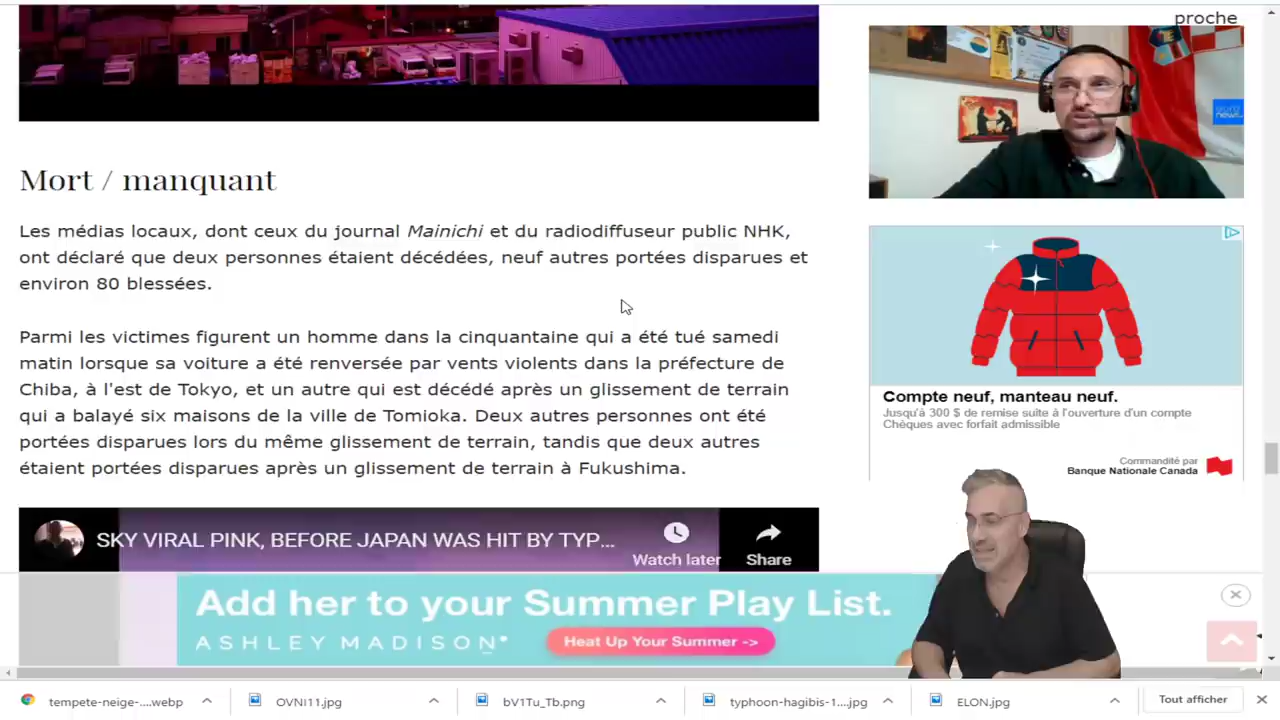 proche
Mort / manquant
Les médias locaux, dont ceux du journal Mainichi et du radiodiffuseur public NHK,
ont déclaré que deux personnes étaient décédées, neuf autres portées disparues et
environ 80 blessées.
Parmi les victimes figurent un homme dans la cinquantaine qui a été tué samedi
matin lorsque sa voiture a été renversée par vents violents dans la préfecture de
Chiba, à l'est de Tokyo, et un autre qui est décédé après un glissement de terrain
qui a balayé six maisons de la ville de Tomioka. Deux autres personnes ont été
portées disparues lors du même glissement de terrain, tandis que deux autres
étaient portées disparues après un glissement de terrain à Fukushima.
Compte neuf, manteau neuf.
Jusqu'à 300 $ de remise suite à l'ouverture d'un compte
Chèques avec forfait admissible
Commandité par
Banque Nationale Canada
SKY VIRAL PINK, BEFORE JAPAN WAS HIT BY TYP...
Watch later
Share
Add her to your Summer Play List.
ASHLEY MADISON
Heat Up Your Summer ->
tempete-neige-....webp
OVNI11.jpg
bV1Tu_Tb.png
typhoon-hagibis-1....jpg
ELON.jpg
Tout afficher